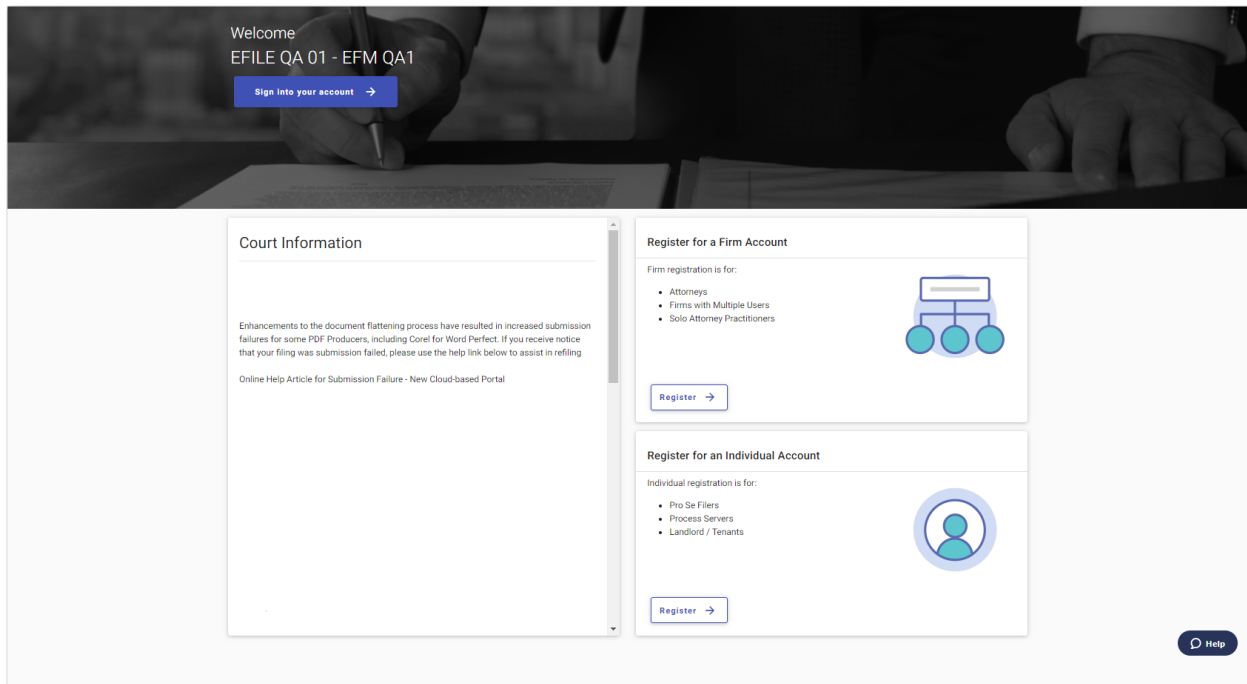 Welcome
EFILE QA 01 - EFM QA1
Sign into your account
Court Information
Enhancements to the document flattening process have resulted in increased submission
failures for some PDF Producers, including Corel for Word Perfect. If you receive notice
that your filing was submission failed, please use the help link below to assist in refiling
Online Help Article for Submission Failure - New Cloud-based Portal
Register for a Firm Account
Firm registration is for:
Attorneys
Firms with Multiple Users
Solo Attorney Practitioners
Register
Register for an Individual Account
Individual registration is for:
Pro Se Filers
Process Servers
Landlord / Tenants
Register
Help